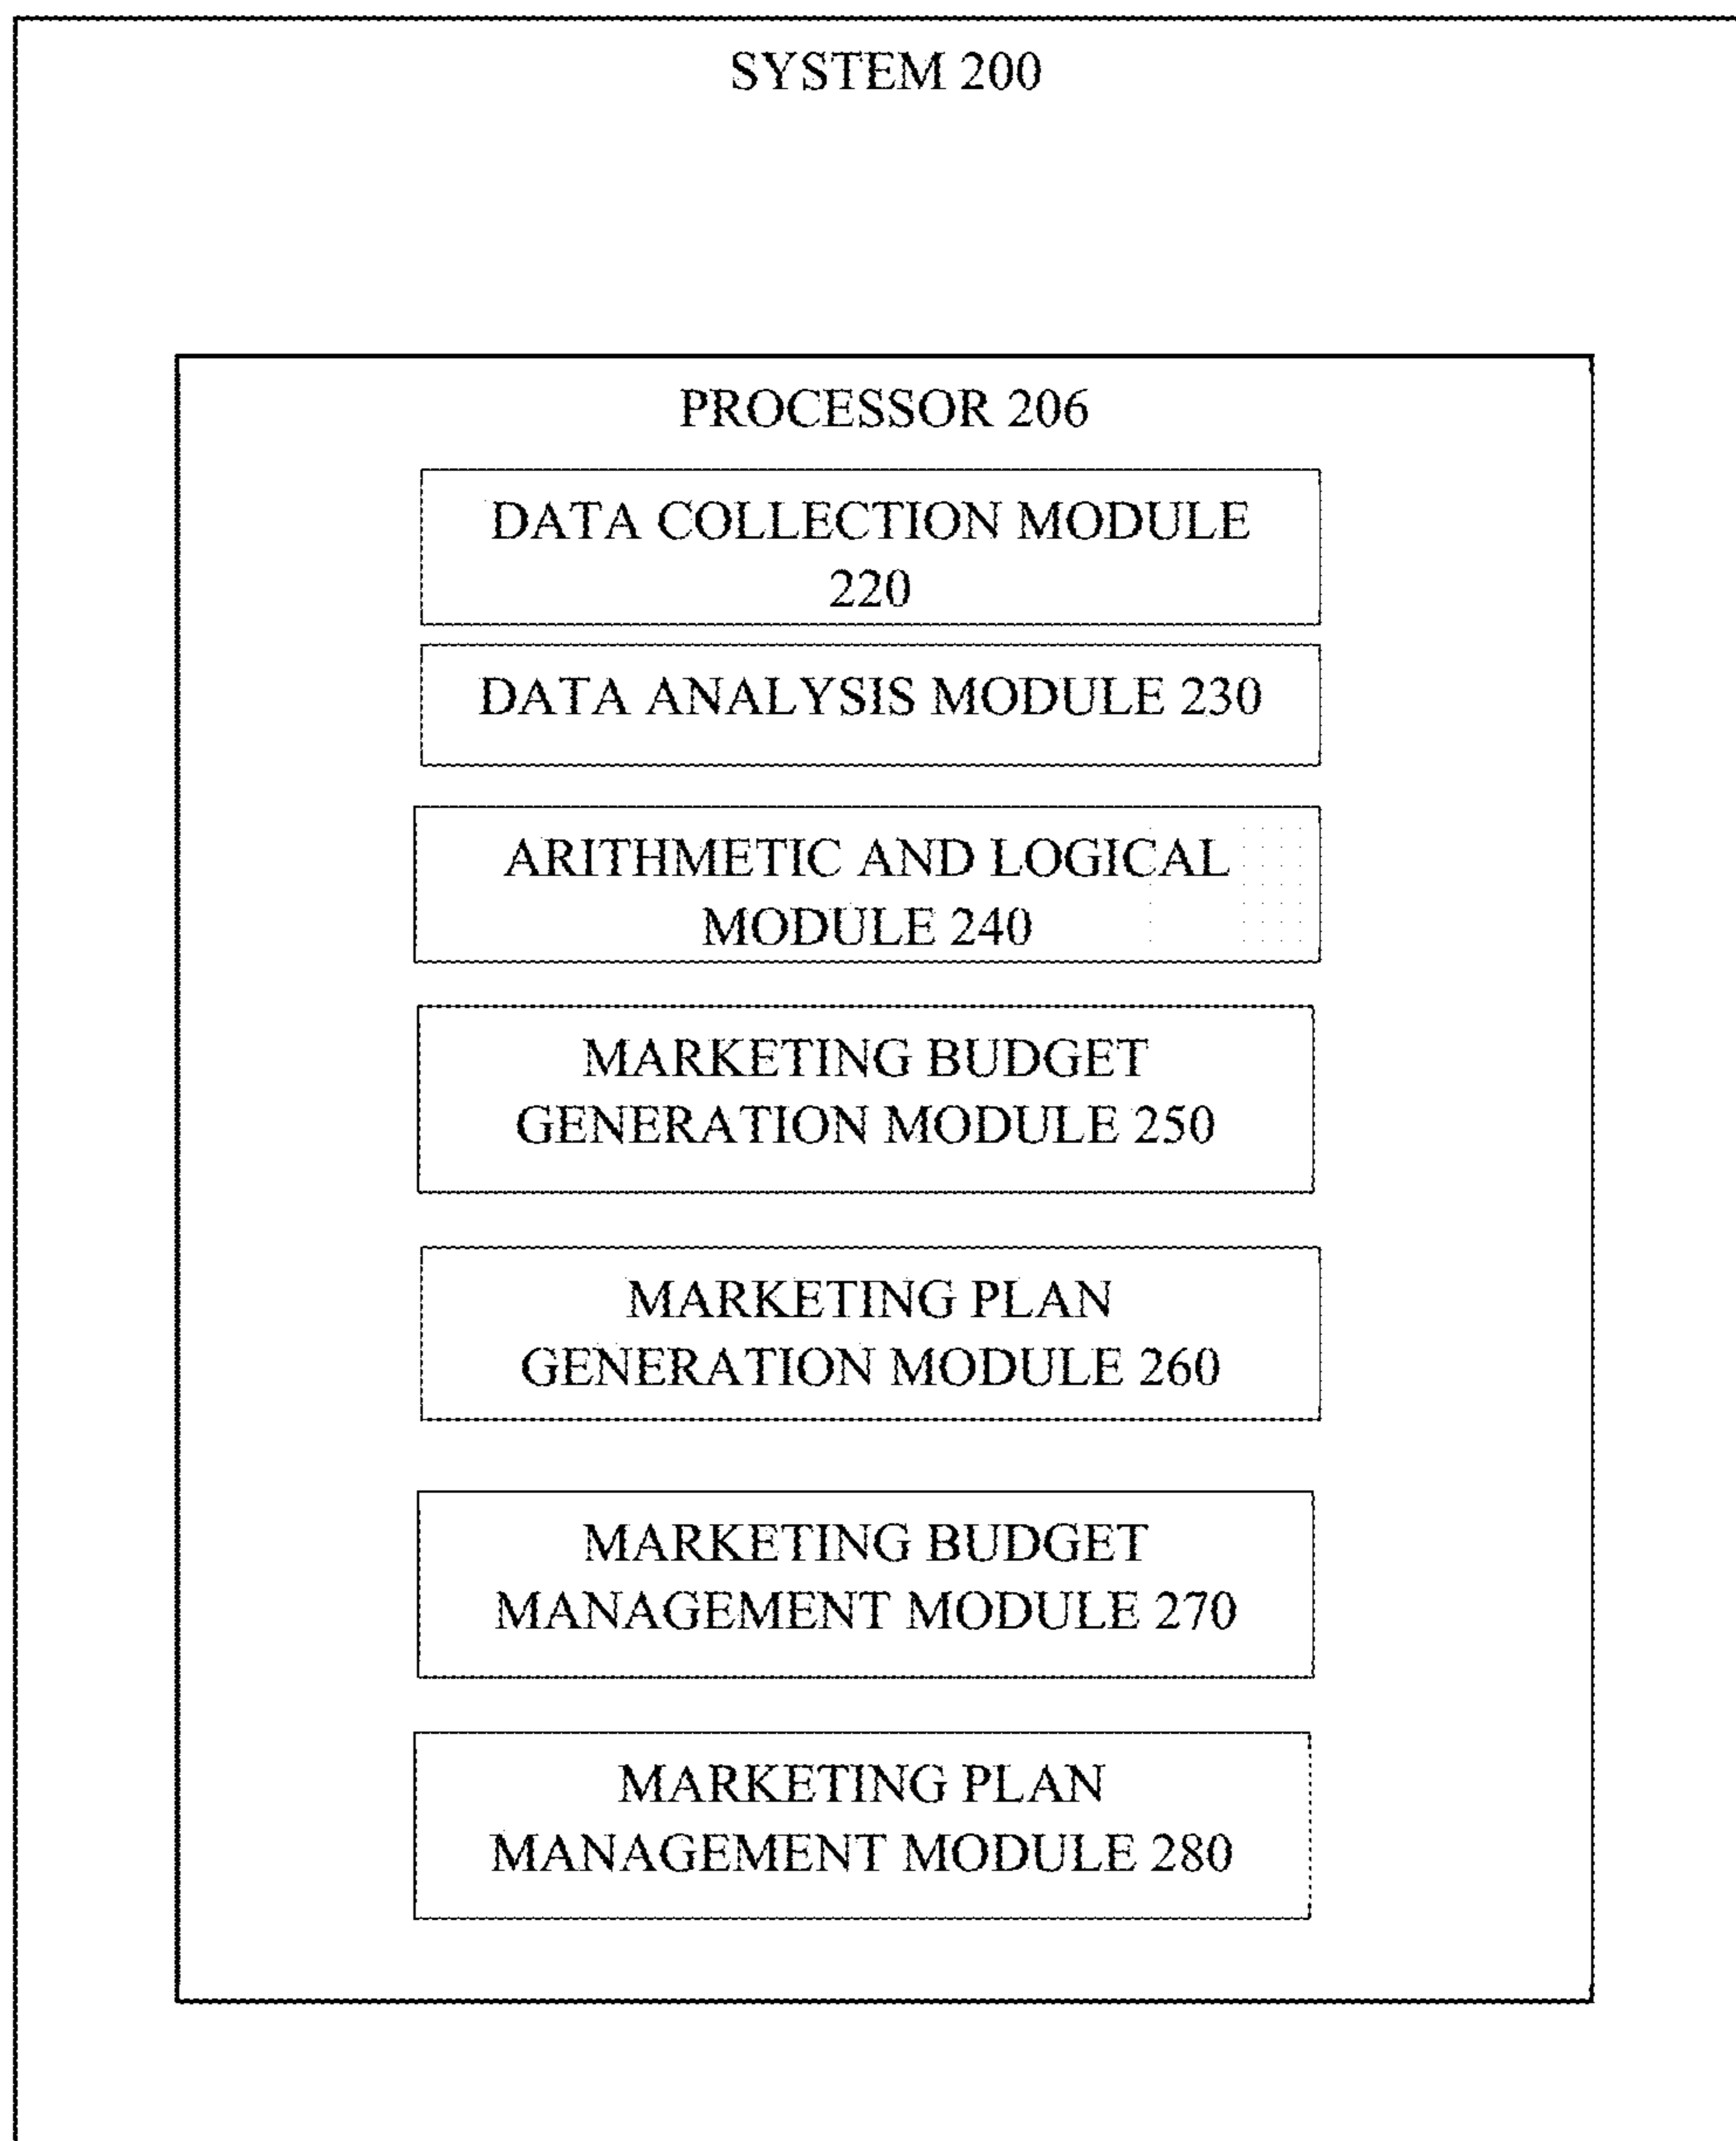 SYSTEM 200
PROCESSOR 206
DATA COLLECTION MODULE
220
DATA ANALYSIS MODULE 230
ARITHMETIC AND LOGICAL
MODULE 240
MARKETING BUDGET
GENERATION MODULE 250
MARKETING PLAN
GENERATION MODULE 260
MARKETING BUDGET
MANAGEMENT MODULE 270
MARKETING PLAN
MANAGEMENT MODULE 280